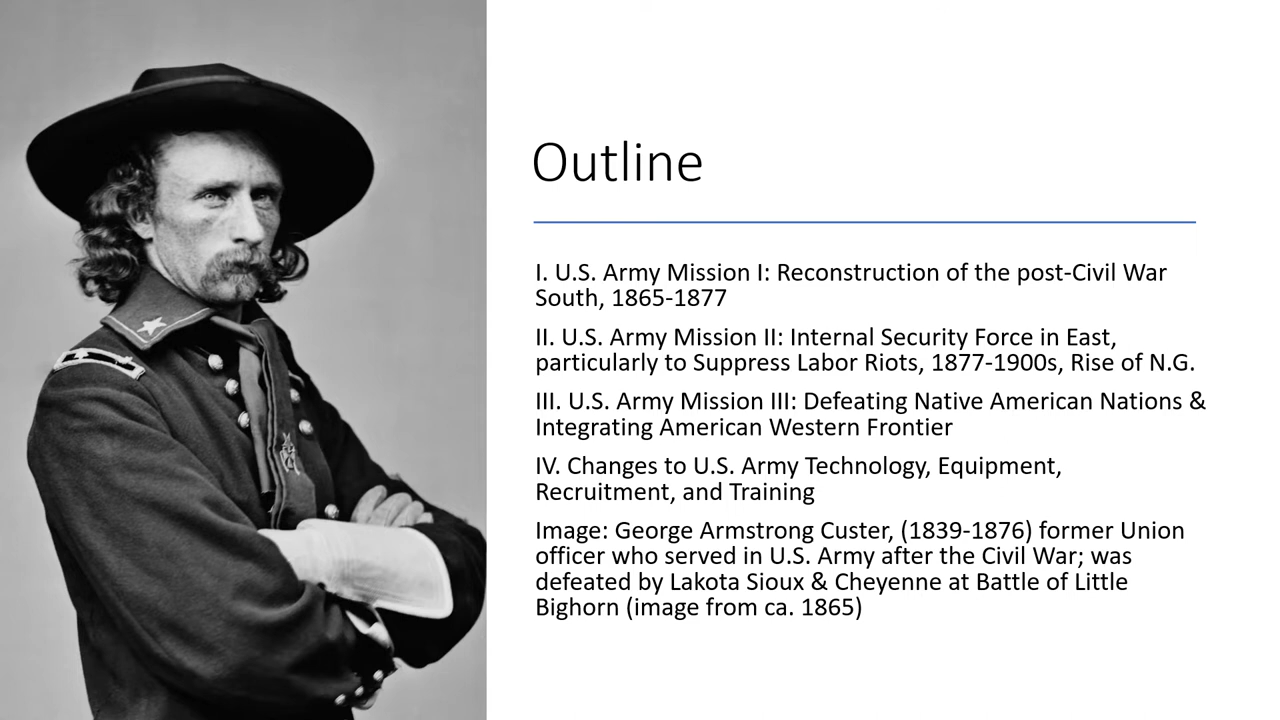 Outline
I. U.S. Army Mission I: Reconstruction of the post-Civil War
South, 1865-1877
II. U.S. Army Mission II: Internal Security Force in East,
particularly to Suppress Labor Riots, 1877-1900s, Rise of N.G.
III. U.S. Army Mission III: Defeating Native American Nations &
Integrating American Western Frontier
IV. Changes to U.S. Army Technology, Equipment,
Recruitment, and Training
Image: George Armstrong Custer, (1839-1876) former Union
officer who served in U.S. Army after the Civil War; was
defeated by Lakota Sioux & Cheyenne at Battle of Little
Bighorn (image from ca. 1865)